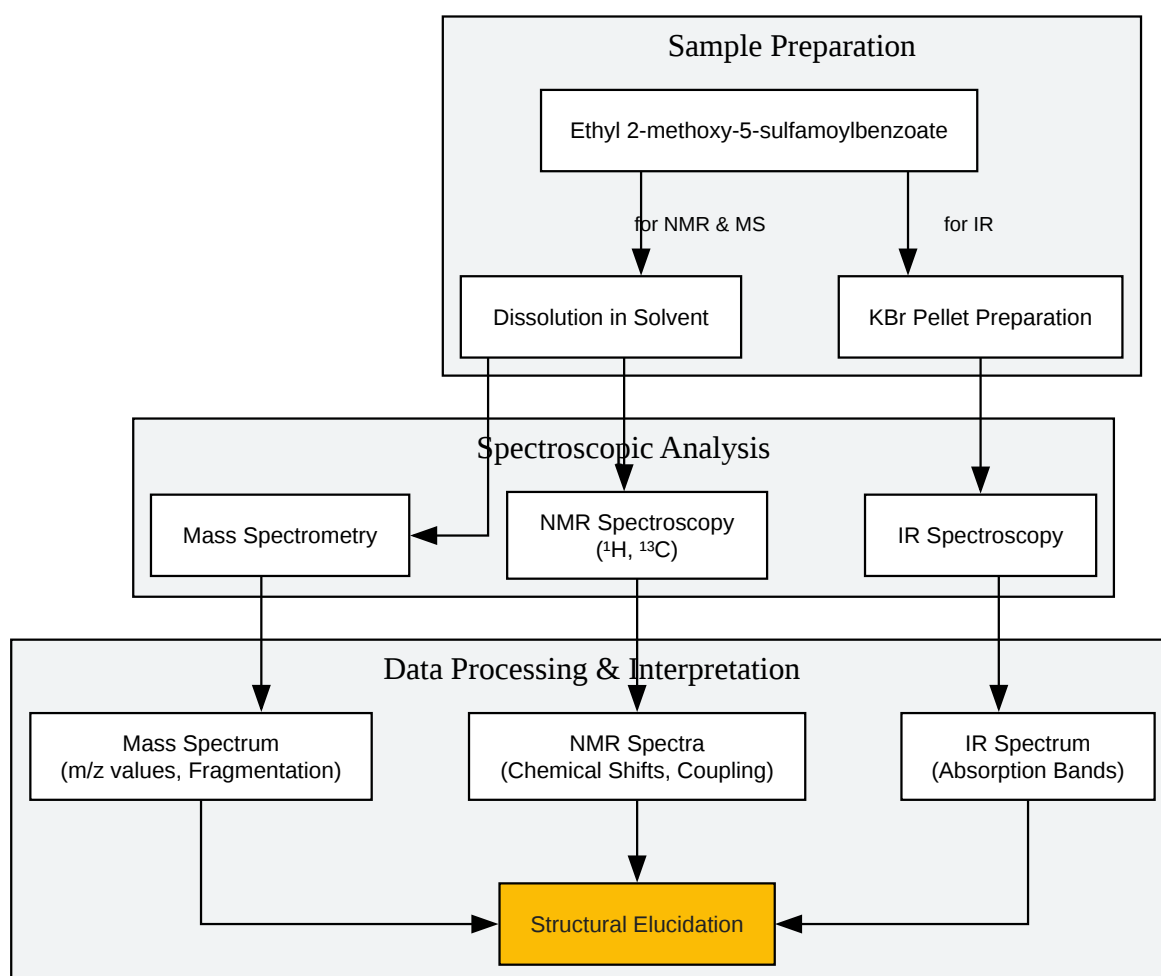 Sample Preparation
Ethyl 2-methoxy-5-sulfamoylbenzoate
for NMR & MS
for IR
Dissolution in Solvent
KBr Pellet Preparation
Spectroscopic Analysis
Mass Spectrometry
NMR Spectroscopy
(¹H, ¹³C)
IR Spectroscopy
Data Processing & Interpretation
Mass Spectrum
(m/z values, Fragmentation)
NMR Spectra
(Chemical Shifts, Coupling)
IR Spectrum
(Absorption Bands)
Structural Elucidation